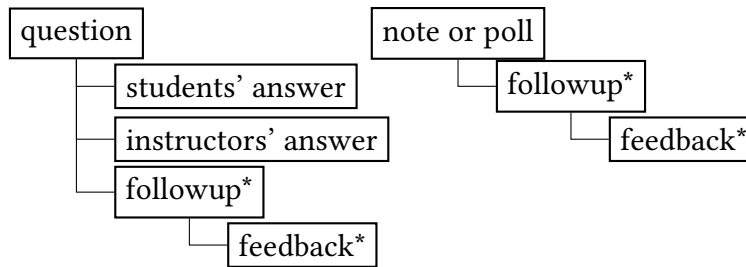 question
students’ answer
instructors’ answer
followup*
feedback*
note or poll
followup*
feedback*